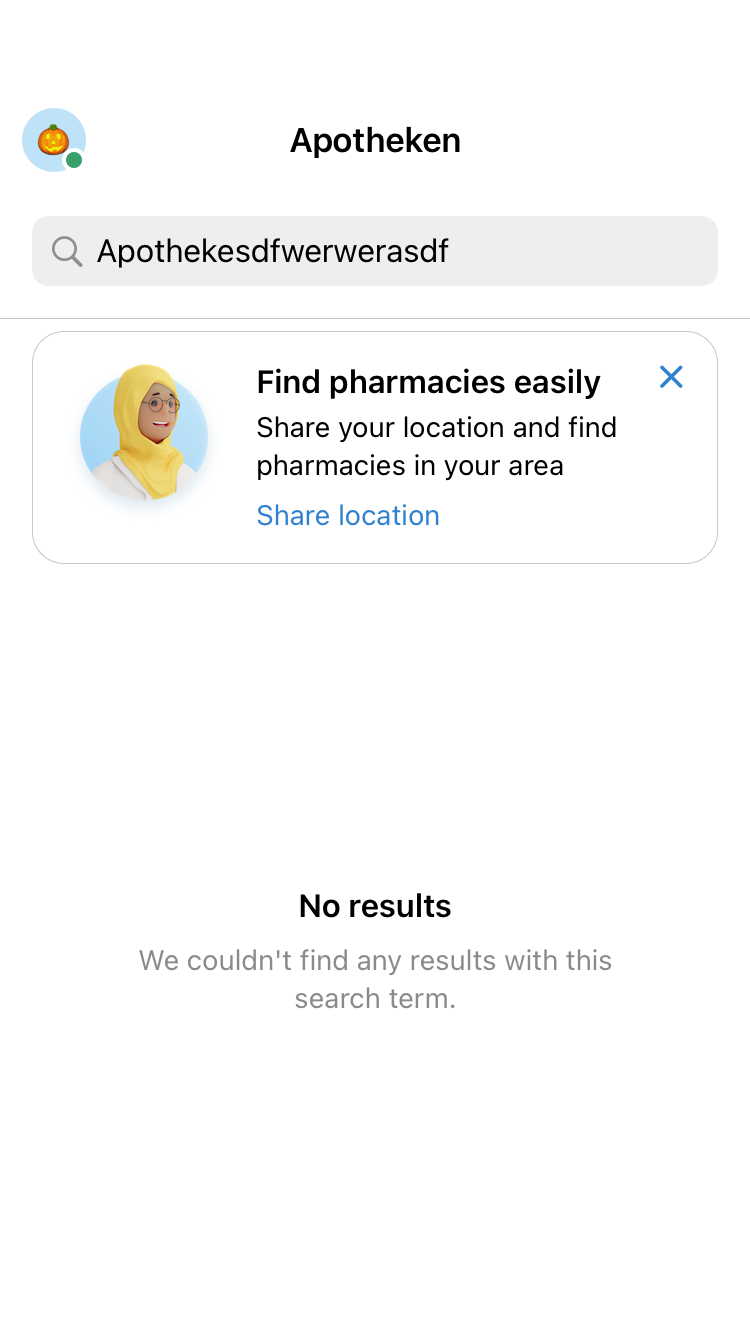 Apotheken
Apothekesdfwerwerasdf
Find pharmacies easily
Share your location and find
pharmacies in your area
Share location
No results
We couldn't find any results with this
search term.